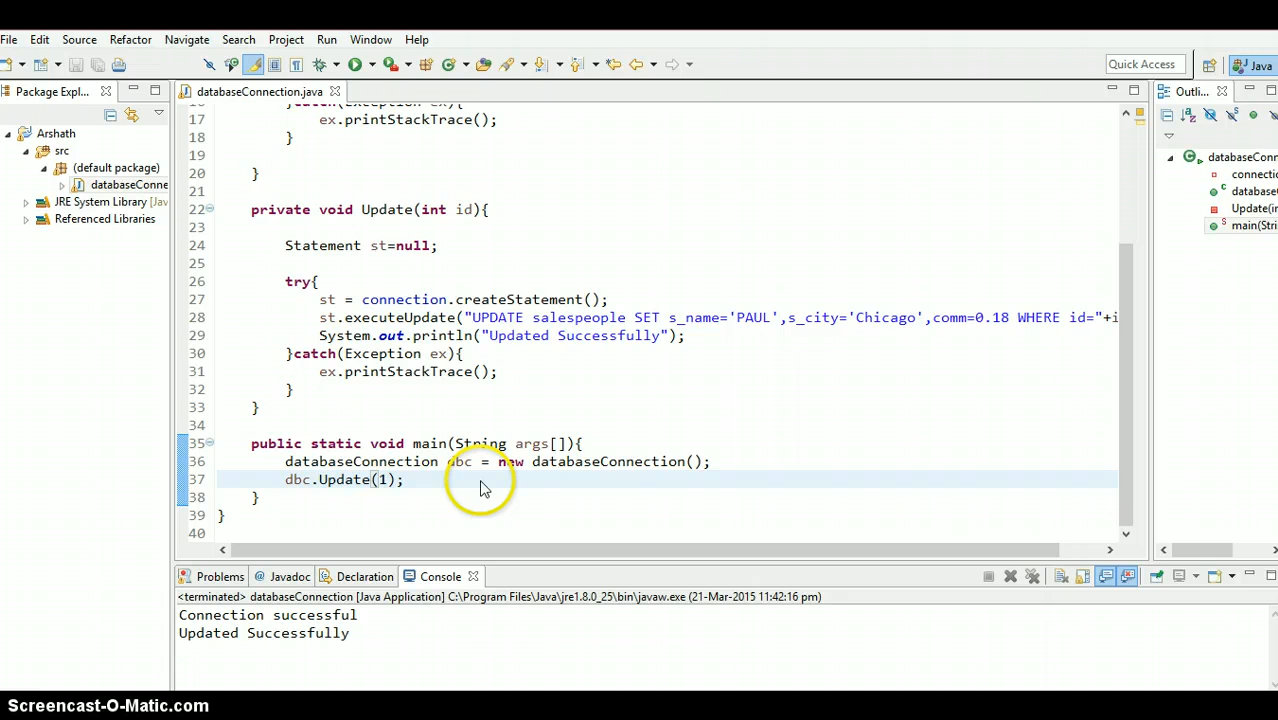 File Edit Source Refactor Navigate Search Project Run Window Help
Quick Access
Java
Package Expl...
databaseConnection.java
Outli...
Arshath
src
(default package)
databaseConne
JRE System Library [Jav
Referenced Libraries
}catch(Exception ex){
17 ex.printStackTrace();
18 }
19
20 }
21
22 private void Update(int id){
23
24 Statement st=null;
25
26 try{
27 st = connection.createStatement();
28 st.executeUpdate("UPDATE salespeople SET s_name='PAUL',s_city='Chicago',comm=0.18 WHERE id="+i
29 System.out.println("Updated Successfully");
30 }catch(Exception ex){
31 ex.printStackTrace();
32 }
33 }
34
35 public static void main(String args[]){
36 databaseConnection dbc = new databaseConnection();
37 dbc.Update(1);
38 }
39 }
40
databaseConn
connectio
database
Update(in
main(Stri
Problems Javadoc Declaration Console
<terminated> databaseConnection [Java Application] C:\Program Files\Java\jre1.8.0_25\bin\javaw.exe (21-Mar-2015 11:42:16 pm)
Connection successful
Updated Successfully
Screencast-O-Matic.com